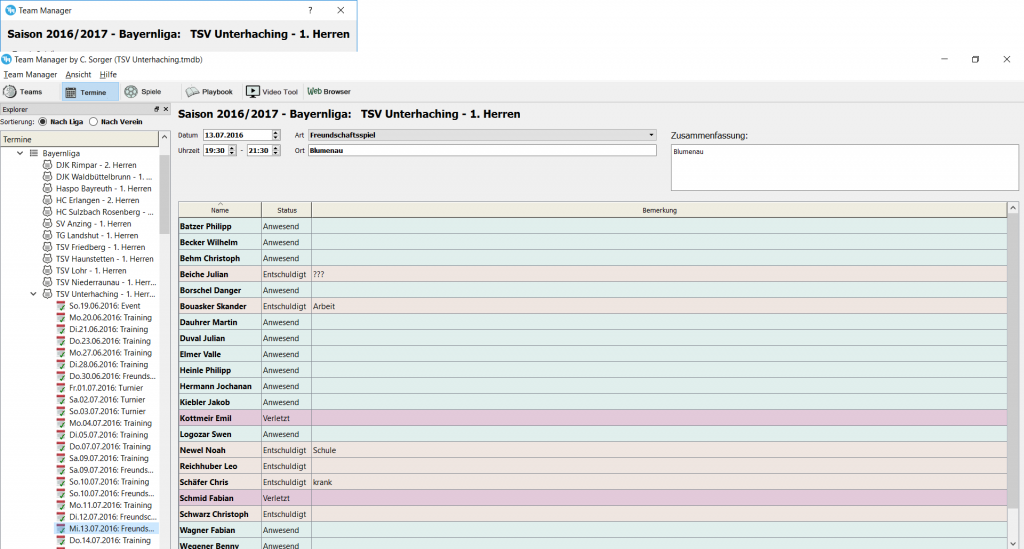 Team Manager
?
Saison 2016/2017 - Bayernliga: TSV Unterhaching - 1. Herren
Team Manager by C. Sorger (TSV Unterhaching.tmdb)
Team Manager Ansicht Hilfe
Teams Termine Spiele Playbook Video Tool Web Browser
Explorer
Sortierung: Nach Liga Nach Verein
Termine
Bayernliga
DJK Rimpar - 2. Herren
DJK Waldbüttelbrunn - 1. ...
Haspo Bayreuth - 1. Herren
HC Erlangen - 2. Herren
HC Sulzbach Rosenberg - ...
SV Anzing - 1. Herren
TG Landshut - 1. Herren
TSV Friedberg - 1. Herren
TSV Haunstetten - 1. Herren
TSV Lohr - 1. Herren
TSV Niederraunau - 1. Herr...
TSV Unterhaching - 1. Herr...
So.19.06.2016: Event
Mo.20.06.2016: Training
Di.21.06.2016: Training
Do.23.06.2016: Training
Mo.27.06.2016: Training
Di.28.06.2016: Training
Do.30.06.2016: Freunds...
Fr.01.07.2016: Turnier
Sa.02.07.2016: Turnier
So.03.07.2016: Turnier
Mo.04.07.2016: Training
Di.05.07.2016: Training
Do.07.07.2016: Training
Sa.09.07.2016: Training
Sa.09.07.2016: Freunds...
So.10.07.2016: Training
So.10.07.2016: Freunds...
Mo.11.07.2016: Training
Di.12.07.2016: Freundsc...
Mi.13.07.2016: Freunds...
Do.14.07.2016: Training
Saison 2016/2017 - Bayernliga: TSV Unterhaching - 1. Herren
Datum 13.07.2016 Art Freundschaftsspiel
Uhrzeit 19:30 - 21:30 Ort Blumenau
Zusammenfassung:
Blumenau
Name Status Bemerkung
Batzer Philipp Anwesend
Becker Wilhelm Anwesend
Behm Christoph Anwesend
Beiche Julian Entschuldigt ???
Borschel Danger Anwesend
Bouasker Skander Entschuldigt Arbeit
Dauhrer Martin Anwesend
Duval Julian Anwesend
Elmer Valle Anwesend
Heinle Philipp Anwesend
Hermann Jochanan Anwesend
Kiebler Jakob Anwesend
Kottmeir Emil Verletzt
Logozar Swen Anwesend
Newel Noah Entschuldigt Schule
Reichhuber Leo Entschuldigt
Schäfer Chris Entschuldigt krank
Schmid Fabian Verletzt
Schwarz Christoph Entschuldigt
Wagner Fabian Anwesend
Wegener Benny Anwesend